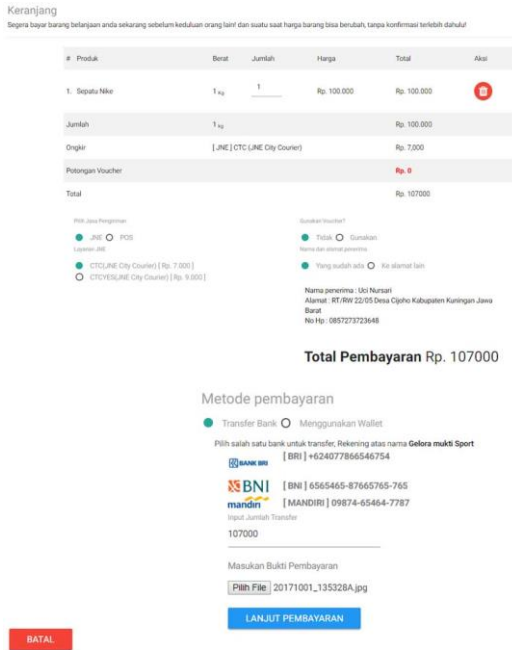 Keranjang
Segera bayar barang belanjaan anda sekarang sebelum keduluan orang lain! dan suatu saat harga barang bisa berubah, tanpa konfirmasi terlebih dahulu!
# Produk Berat Jumlah Harga Total Aksi
1. Sepatu Nike 1 Kg 1 Rp. 100.000 Rp. 100.000
Jumlah 1 Kg Rp. 100.000
Ongkir [ JNE ] CTC (JNE City Courier) Rp. 7,000
Potongan Voucher Rp. 0
Total Rp. 107000
Pilih Jasa Pengiriman
JNE POS
Layanan JNE
CTC(JNE City Courier) [ Rp. 7.000 ]
CTCYES(JNE City Courier) [ Rp. 9.000 ]
Gunakan Voucher?
Tidak Gunakan
Nama dan alamat penerima
Yang sudah ada Ke alamat lain
Nama penerima : Uci Nursari
Alamat : RT/RW 22/05 Desa Cijoho Kabupaten Kuningan Jawa
Barat
No Hp : 0857273723648
Total Pembayaran Rp. 107000
Metode pembayaran
Transfer Bank Menggunakan Wallet
Pilih salah satu bank untuk transfer, Rekening atas nama Gelora mukti Sport
BANK BRI [ BRI ] +624077866546754
BNI [ BNI ] 6565465-87665765-765
mandiri [ MANDIRI ] 09874-65464-7787
Input Jumlah Transfer
107000
Masukan Bukti Pembayaran
Pilih File 20171001_135328A.jpg
LANJUT PEMBAYARAN
BATAL